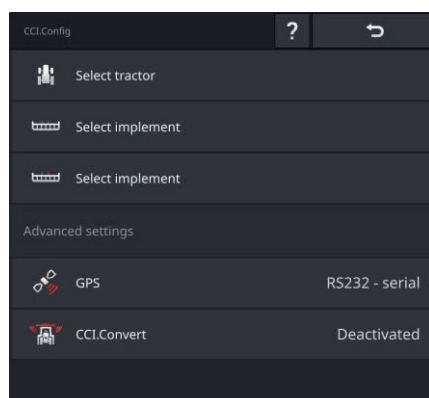 CCI.Config
?
Select tractor
Select implement
Select implement
Advanced settings
GPS RS232 - serial
CCI.Convert Deactivated